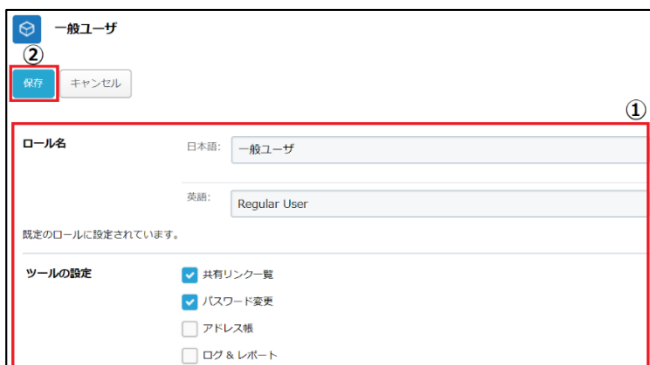 一般ユーザ
②
保存 キャンセル
①
ロール名 日本語: 一般ユーザ
英語: Regular User
既定のロールに設定されています。
ツールの設定 共有リンク一覧
パスワード変更
アドレス帳
ログ & レポート